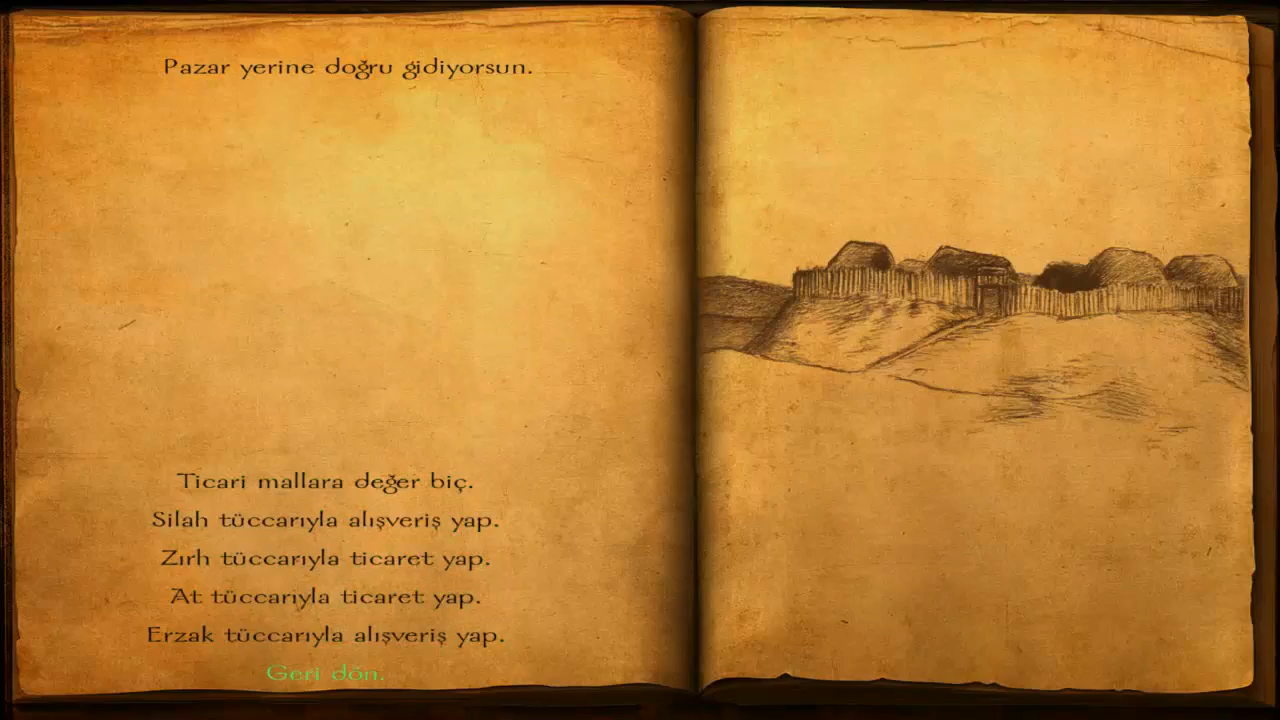 Pazar yerine doğru gidiyorsun.
Ticari mallara değer biç.
Silah tüccarıyla alışveriş yap.
Zırh tüccarıyla ticaret yap.
At tüccarıyla ticaret yap.
Erzak tüccarıyla alışveriş yap.
Geri dön.